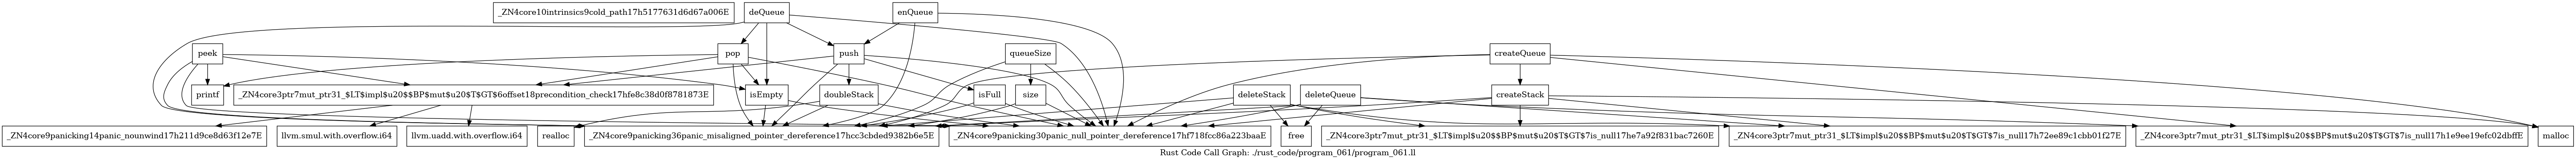 _ZN4core10intrinsics9cold_path17h5177631d6d67a006E
deQueue
enQueue
peek
pop
push
queueSize
createQueue
printf
_ZN4core3ptr7mut_ptr31_$LT$impl$u20$$BP$mut$u20$T$GT$6offset18precondition_check17hfe8c38d0f8781873E
isEmpty
doubleStack
isFull
size
deleteStack
deleteQueue
createStack
_ZN4core9panicking14panic_nounwind17h211d9ce8d63f12e7E
llvm.smul.with.overflow.i64
llvm.uadd.with.overflow.i64
realloc
_ZN4core9panicking36panic_misaligned_pointer_dereference17hcc3cbded9382b6e5E
_ZN4core9panicking30panic_null_pointer_dereference17hf718fcc86a223baaE
free
_ZN4core3ptr7mut_ptr31_$LT$impl$u20$$BP$mut$u20$T$GT$7is_null17he7a92f831bac7260E
_ZN4core3ptr7mut_ptr31_$LT$impl$u20$$BP$mut$u20$T$GT$7is_null17h72ee89c1cbb01f27E
_ZN4core3ptr7mut_ptr31_$LT$impl$u20$$BP$mut$u20$T$GT$7is_null17h1e9ee19efc02dbffE
malloc
Rust Code Call Graph: ./rust_code/program_061/program_061.ll